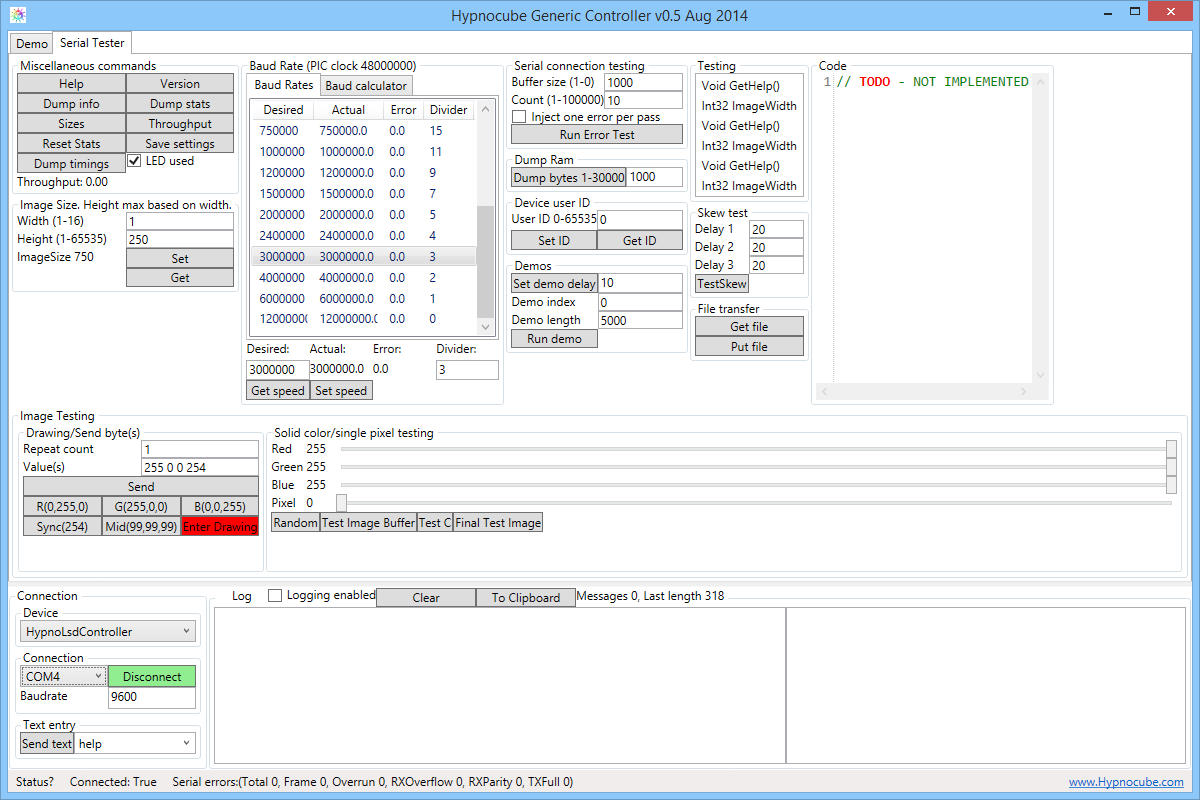 Hypnocube Generic Controller v0.5 Aug 2014
Demo Serial Tester
Miscellaneous commands
Help Version
Dump info Dump stats
Sizes Throughput
Reset Stats Save settings
Dump timings LED used
Throughput: 0.00
Image Size. Height max based on width.
Width (1-16) 1
Height (1-65535) 250
ImageSize 750 Set
Get
Baud Rate (PIC clock 48000000)
Baud Rates Baud calculator
Desired Actual Error Divider
750000 750000.0 0.0 15
1000000 1000000.0 0.0 11
1200000 1200000.0 0.0 9
1500000 1500000.0 0.0 7
2000000 2000000.0 0.0 5
2400000 2400000.0 0.0 4
3000000 3000000.0 0.0 3
4000000 4000000.0 0.0 2
6000000 6000000.0 0.0 1
12000000 12000000.0 0.0 0
Desired: Actual: Error: Divider:
3000000 3000000.0 0.0 3
Get speed Set speed
Serial connection testing
Buffer size (1-0) 1000
Count (1-100000) 10
Inject one error per pass
Run Error Test
Dump Ram
Dump bytes 1-30000 1000
Device user ID
User ID 0-65535 0
Set ID Get ID
Demos
Set demo delay 10
Demo index 0
Demo length 5000
Run demo
Testing
Void GetHelp()
Int32 ImageWidth
Void GetHelp()
Int32 ImageWidth
Void GetHelp()
Int32 ImageWidth
Skew test
Delay 1 20
Delay 2 20
Delay 3 20
TestSkew
File transfer
Get file
Put file
Code
1 // TODO - NOT IMPLEMENTED
Image Testing
Drawing/Send byte(s)
Repeat count 1
Value(s) 255 0 0 254
Send
R(0,255,0) G(255,0,0) B(0,0,255)
Sync(254) Mid(99,99,99) Enter Drawing
Solid color/single pixel testing
Red 255
Green 255
Blue 255
Pixel 0
Random Test Image Buffer Test C Final Test Image
Connection
Device
HypnoLsdController
Connection
COM4 Disconnect
Baudrate 9600
Text entry
Send text help
Log Logging enabled Clear To Clipboard Messages 0, Last length 318
Status? Connected: True Serial errors:(Total 0, Frame 0, Overrun 0, RXOverflow 0, RXParity 0, TXFull 0) www.Hypnocube.com